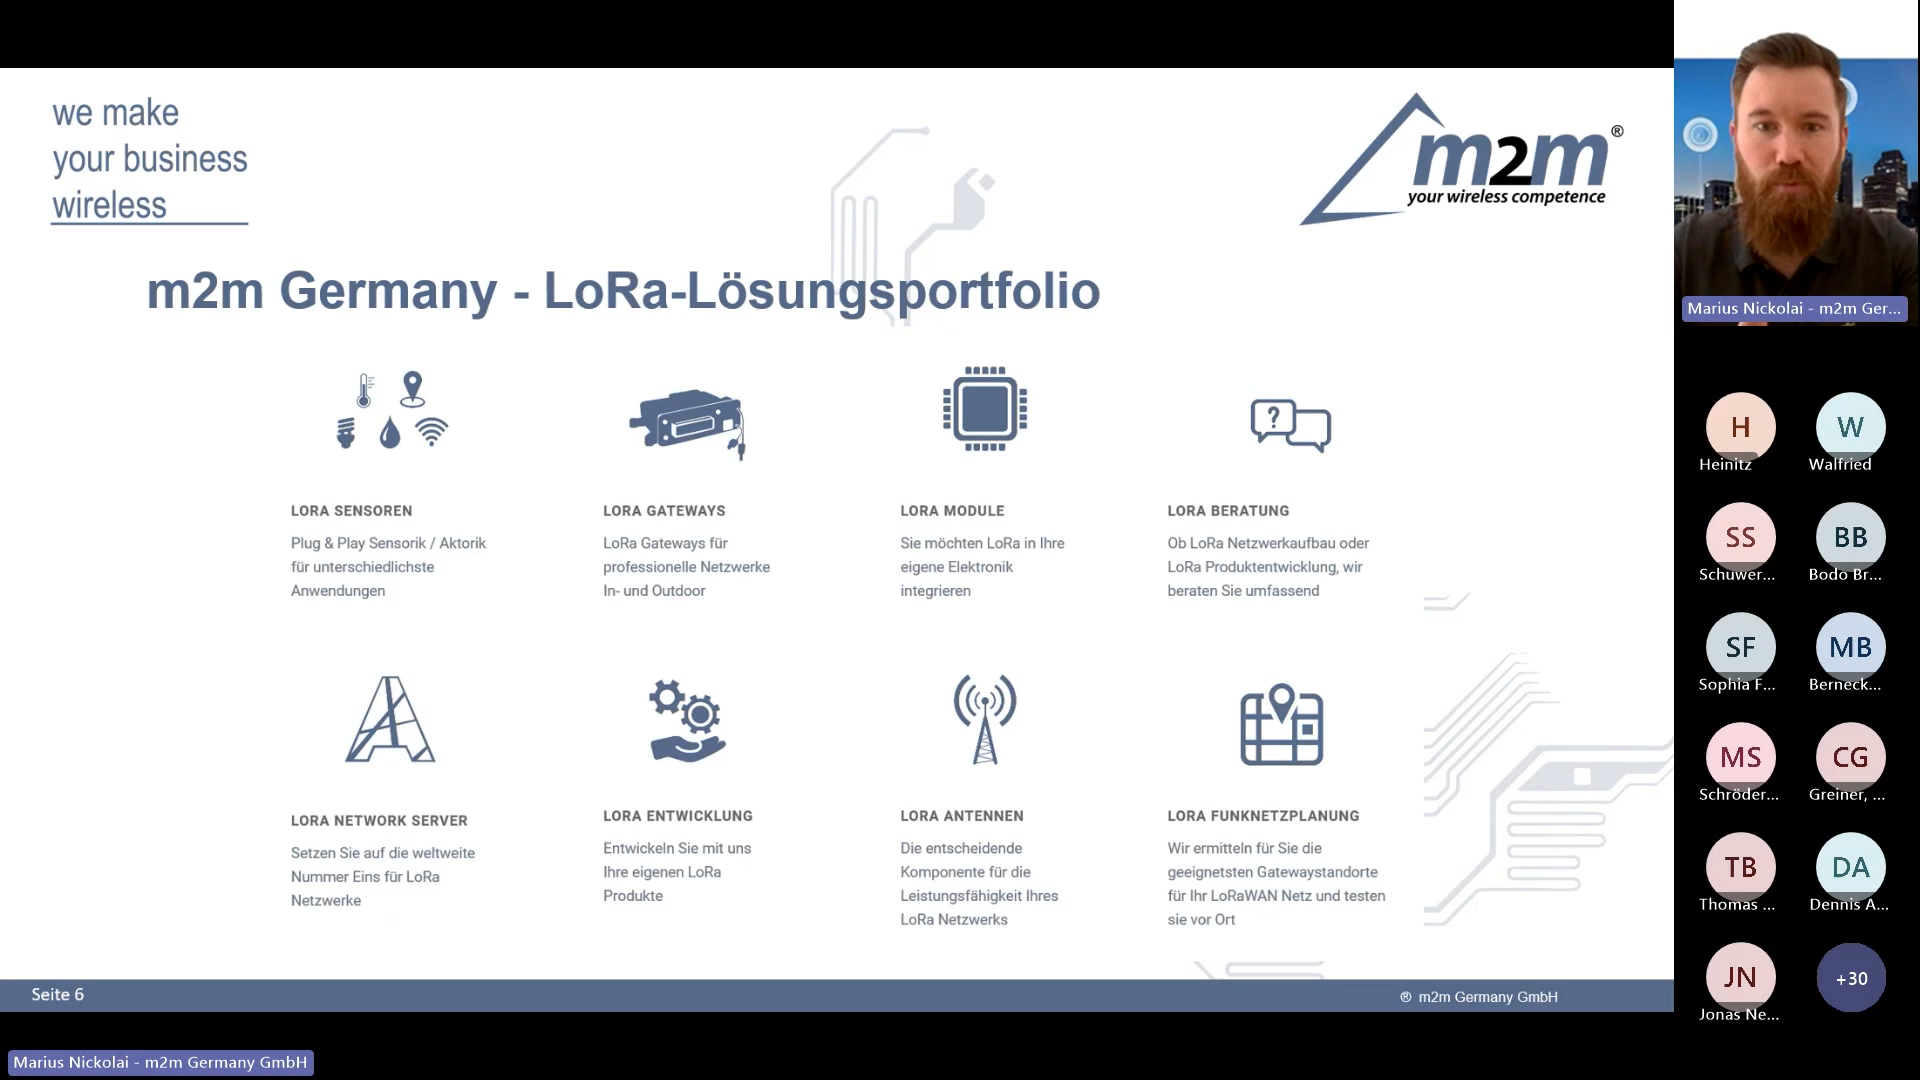 we make
your business
wireless
m2m®
your wireless competence
m2m Germany - LoRa-Lösungsportfolio
?
LORA SENSOREN
Plug & Play Sensorik / Aktorik
für unterschiedlichste
Anwendungen
LORA GATEWAYS
LoRa Gateways für
professionelle Netzwerke
In- und Outdoor
LORA MODULE
Sie möchten LoRa in Ihre
eigene Elektronik
integrieren
LORA BERATUNG
Ob LoRa Netzwerkaufbau oder
LoRa Produktentwicklung, wir
beraten Sie umfassend
LORA NETWORK SERVER
Setzen Sie auf die weltweite
Nummer Eins für LoRa
Netzwerke
LORA ENTWICKLUNG
Entwickeln Sie mit uns
Ihre eigenen LoRa
Produkte
LORA ANTENNEN
Die entscheidende
Komponente für die
Leistungsfähigkeit Ihres
LoRa Netzwerks
LORA FUNKNETZPLANUNG
Wir ermitteln für Sie die
geeignetsten Gatewaystandorte
für Ihr LoRaWAN Netz und testen
sie vor Ort
Seite 6
® m2m Germany GmbH
Marius Nickolai - m2m Germany GmbH
Marius Nickolai - m2m Ger...
H
Heinitz
W
Walfried
SS
Schuwer...
BB
Bodo Br...
SF
Sophia F...
MB
Berneck...
MS
Schröder...
CG
Greiner, ...
TB
Thomas ...
DA
Dennis A...
JN
Jonas Ne...
+30